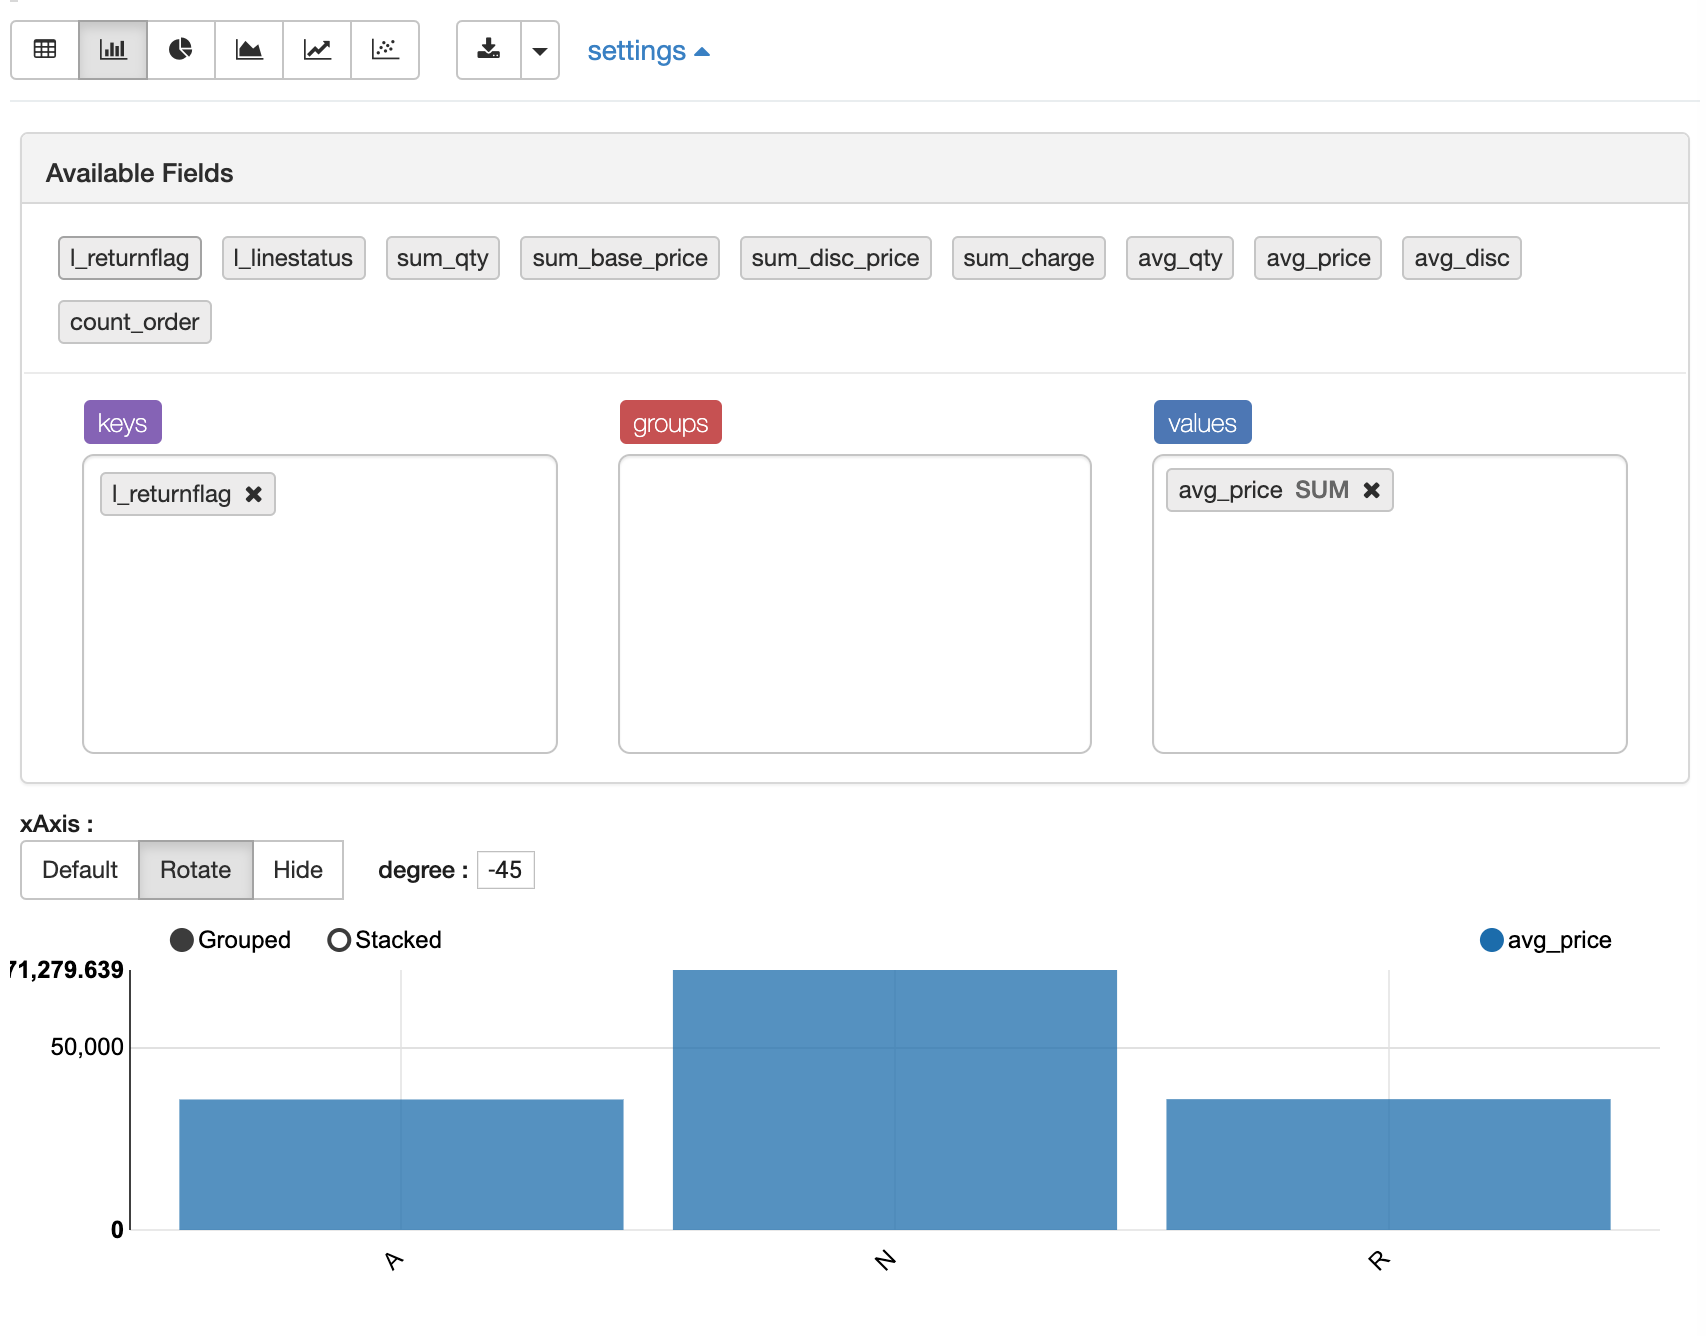 settings
Available Fields
l_returnflag l_linestatus sum_qty sum_base_price sum_disc_price sum_charge avg_qty avg_price avg_disc
count_order
keys groups values
l_returnflag ✖ avg_price SUM ✖
xAxis :
Default Rotate Hide degree : -45
Grouped Stacked avg_price
71,279.639
50,000
0
A N R